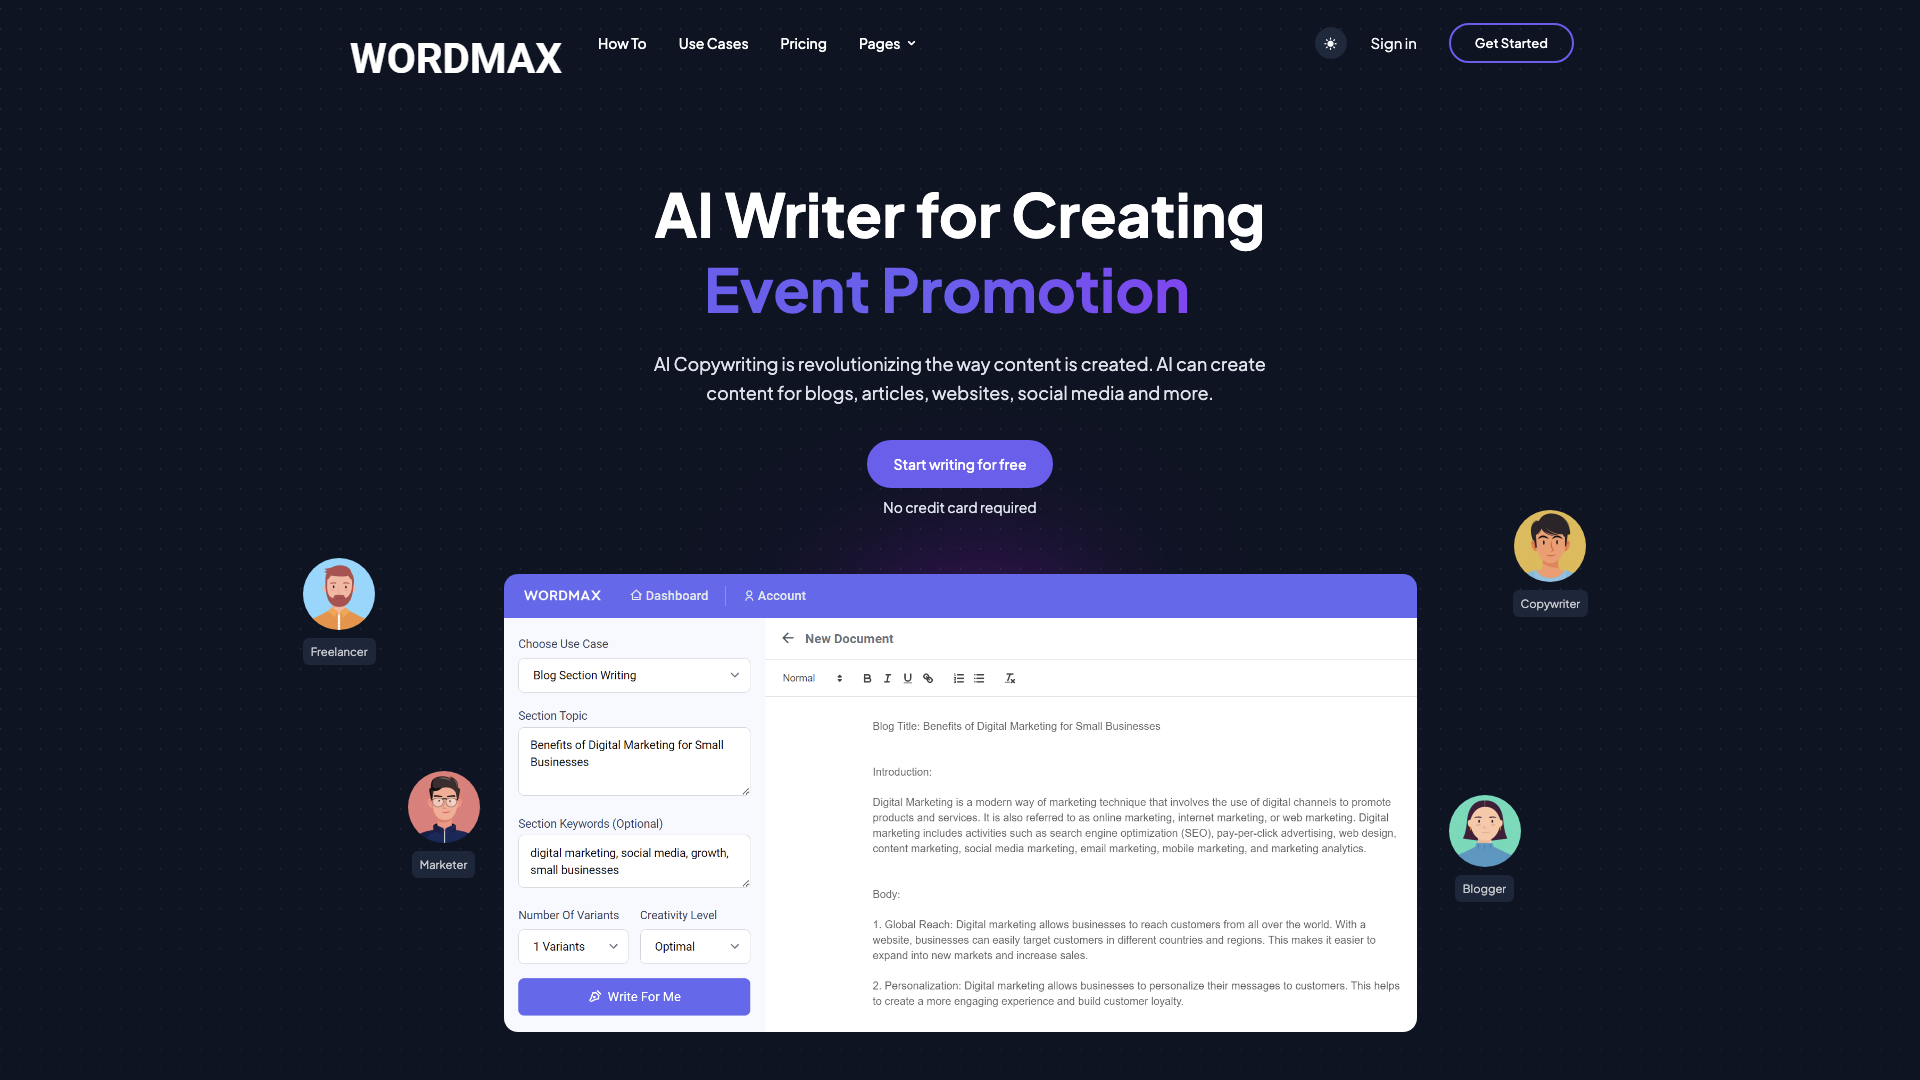 WORDMAX
How To
Use Cases
Pricing
Pages
Sign in
Get Started
AI Writer for Creating
Event Promotion
AI Copywriting is revolutionizing the way content is created. AI can create
content for blogs, articles, websites, social media and more.
Start writing for free
No credit card required
Freelancer
Marketer
Copywriter
Blogger
WORDMAX
Dashboard
Account
Choose Use Case
Blog Section Writing
Section Topic
Benefits of Digital Marketing for Small
Businesses
Section Keywords (Optional)
digital marketing, social media, growth,
small businesses
Number Of Variants
Creativity Level
1 Variants
Optimal
Write For Me
New Document
Normal
Blog Title: Benefits of Digital Marketing for Small Businesses
Introduction:
Digital Marketing is a modern way of marketing technique that involves the use of digital channels to promote
products and services. It is also referred to as online marketing, internet marketing, or web marketing. Digital
marketing includes activities such as search engine optimization (SEO), pay-per-click advertising, web design,
content marketing, social media marketing, email marketing, mobile marketing, and marketing analytics.
Body:
1. Global Reach: Digital marketing allows businesses to reach customers from all over the world. With a
website, businesses can easily target customers in different countries and regions. This makes it easier to
expand into new markets and increase sales.
2. Personalization: Digital marketing allows businesses to personalize their messages to customers. This helps
to create a more engaging experience and build customer loyalty.